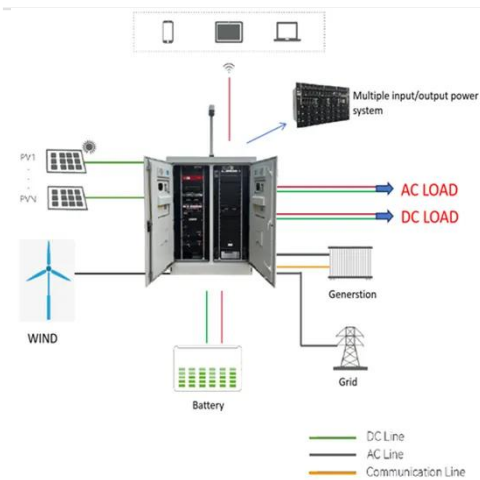 Multiple input/output power
system
PV1
PVN
AC LOAD
DC LOAD
WIND
Generstion
Grid
Battery
DC Line
AC Line
Communication Line